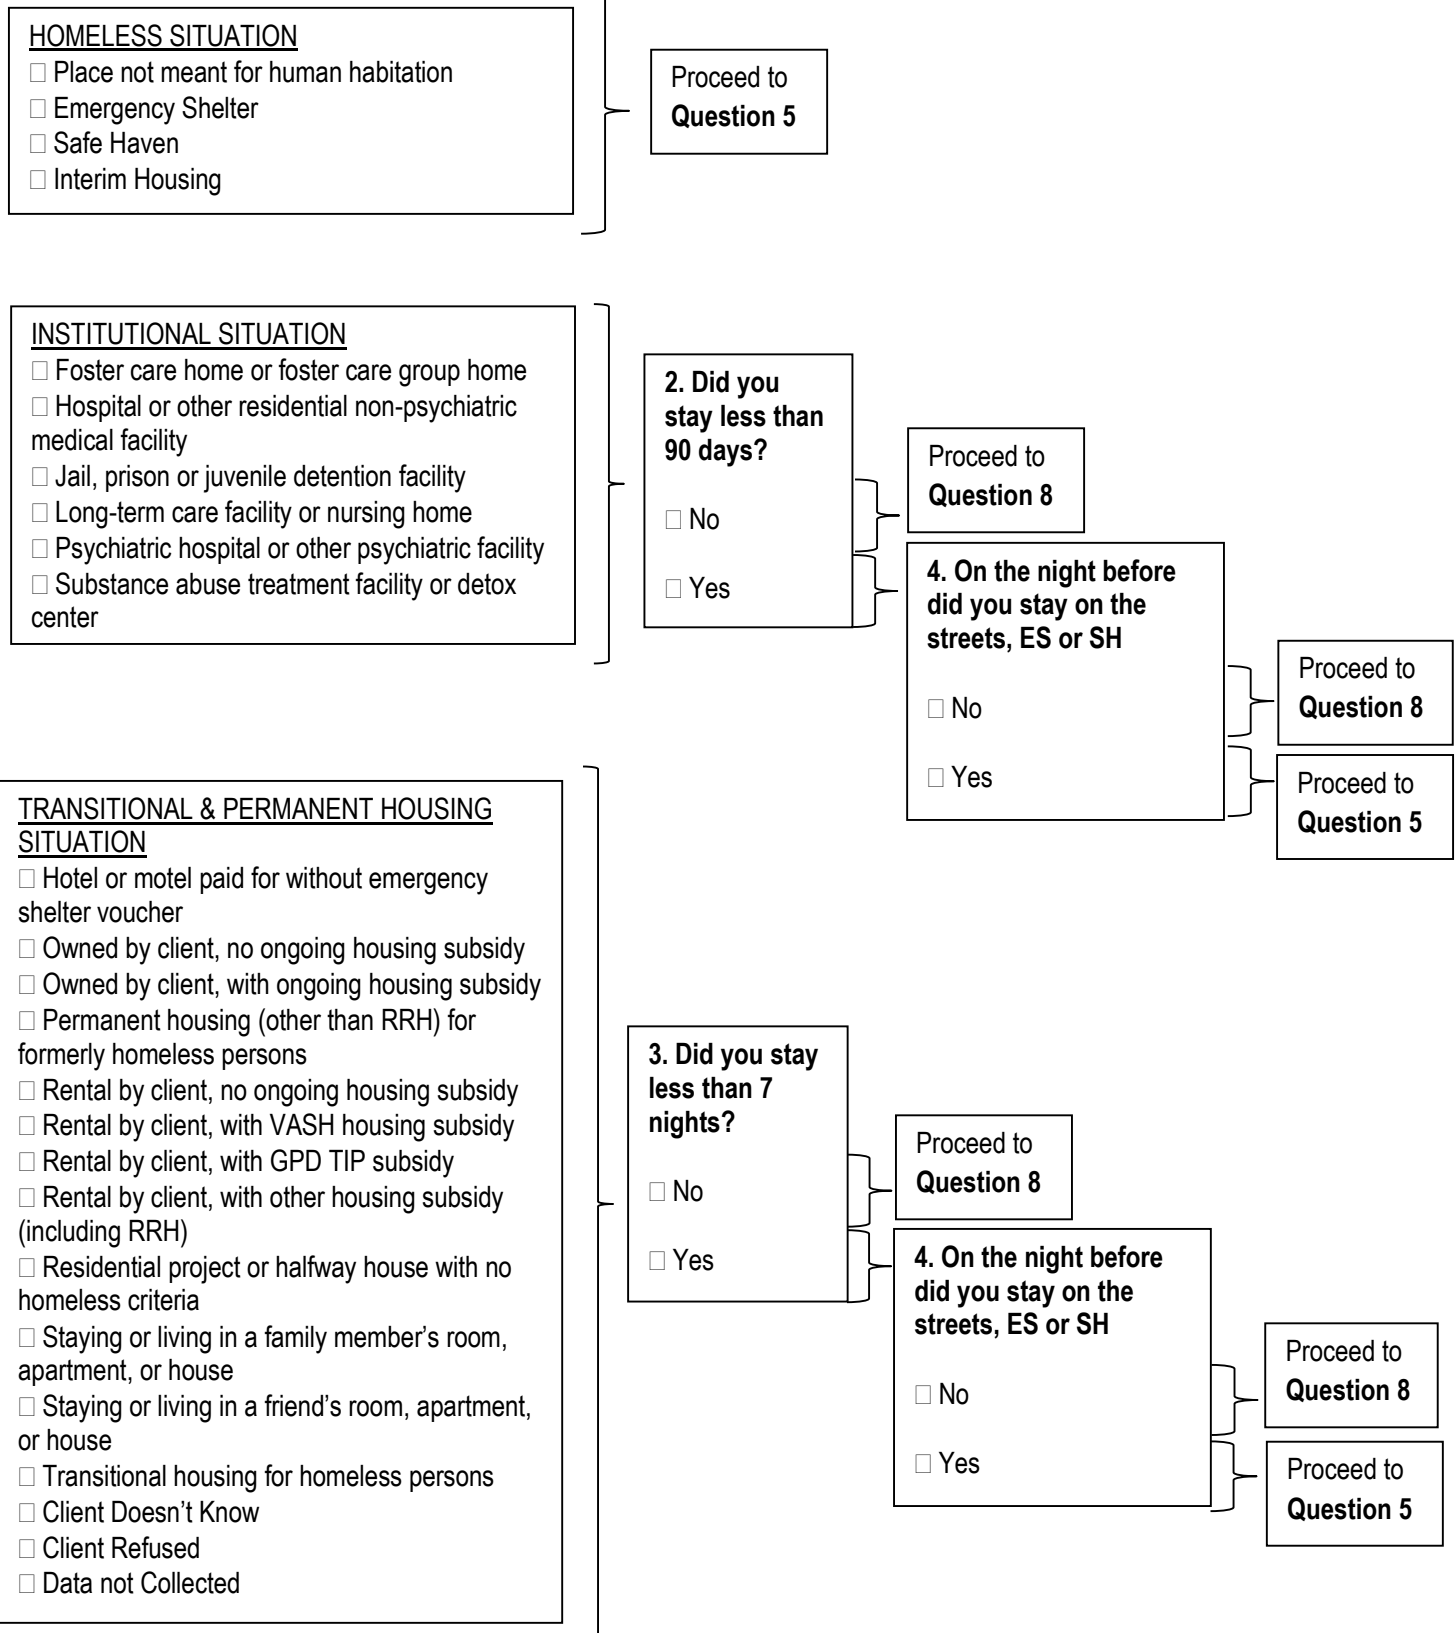 HOMELESS SITUATION
☐ Place not meant for human habitation
☐ Emergency Shelter
☐ Safe Haven
☐ Interim Housing
Proceed to
Question 5
INSTITUTIONAL SITUATION
☐ Foster care home or foster care group home
☐ Hospital or other residential non-psychiatric
medical facility
☐ Jail, prison or juvenile detention facility
☐ Long-term care facility or nursing home
☐ Psychiatric hospital or other psychiatric facility
☐ Substance abuse treatment facility or detox
center
2. Did you
stay less than
90 days?
☐ No
☐ Yes
Proceed to
Question 8
4. On the night before
did you stay on the
streets, ES or SH
☐ No
☐ Yes
Proceed to
Question 8
Proceed to
Question 5
TRANSITIONAL & PERMANENT HOUSING
SITUATION
☐ Hotel or motel paid for without emergency
shelter voucher
☐ Owned by client, no ongoing housing subsidy
☐ Owned by client, with ongoing housing subsidy
☐ Permanent housing (other than RRH) for
formerly homeless persons
☐ Rental by client, no ongoing housing subsidy
☐ Rental by client, with VASH housing subsidy
☐ Rental by client, with GPD TIP subsidy
☐ Rental by client, with other housing subsidy
(including RRH)
☐ Residential project or halfway house with no
homeless criteria
☐ Staying or living in a family member’s room,
apartment, or house
☐ Staying or living in a friend’s room, apartment,
or house
☐ Transitional housing for homeless persons
☐ Client Doesn’t Know
☐ Client Refused
☐ Data not Collected
3. Did you stay
less than 7
nights?
☐ No
☐ Yes
Proceed to
Question 8
4. On the night before
did you stay on the
streets, ES or SH
☐ No
☐ Yes
Proceed to
Question 8
Proceed to
Question 5